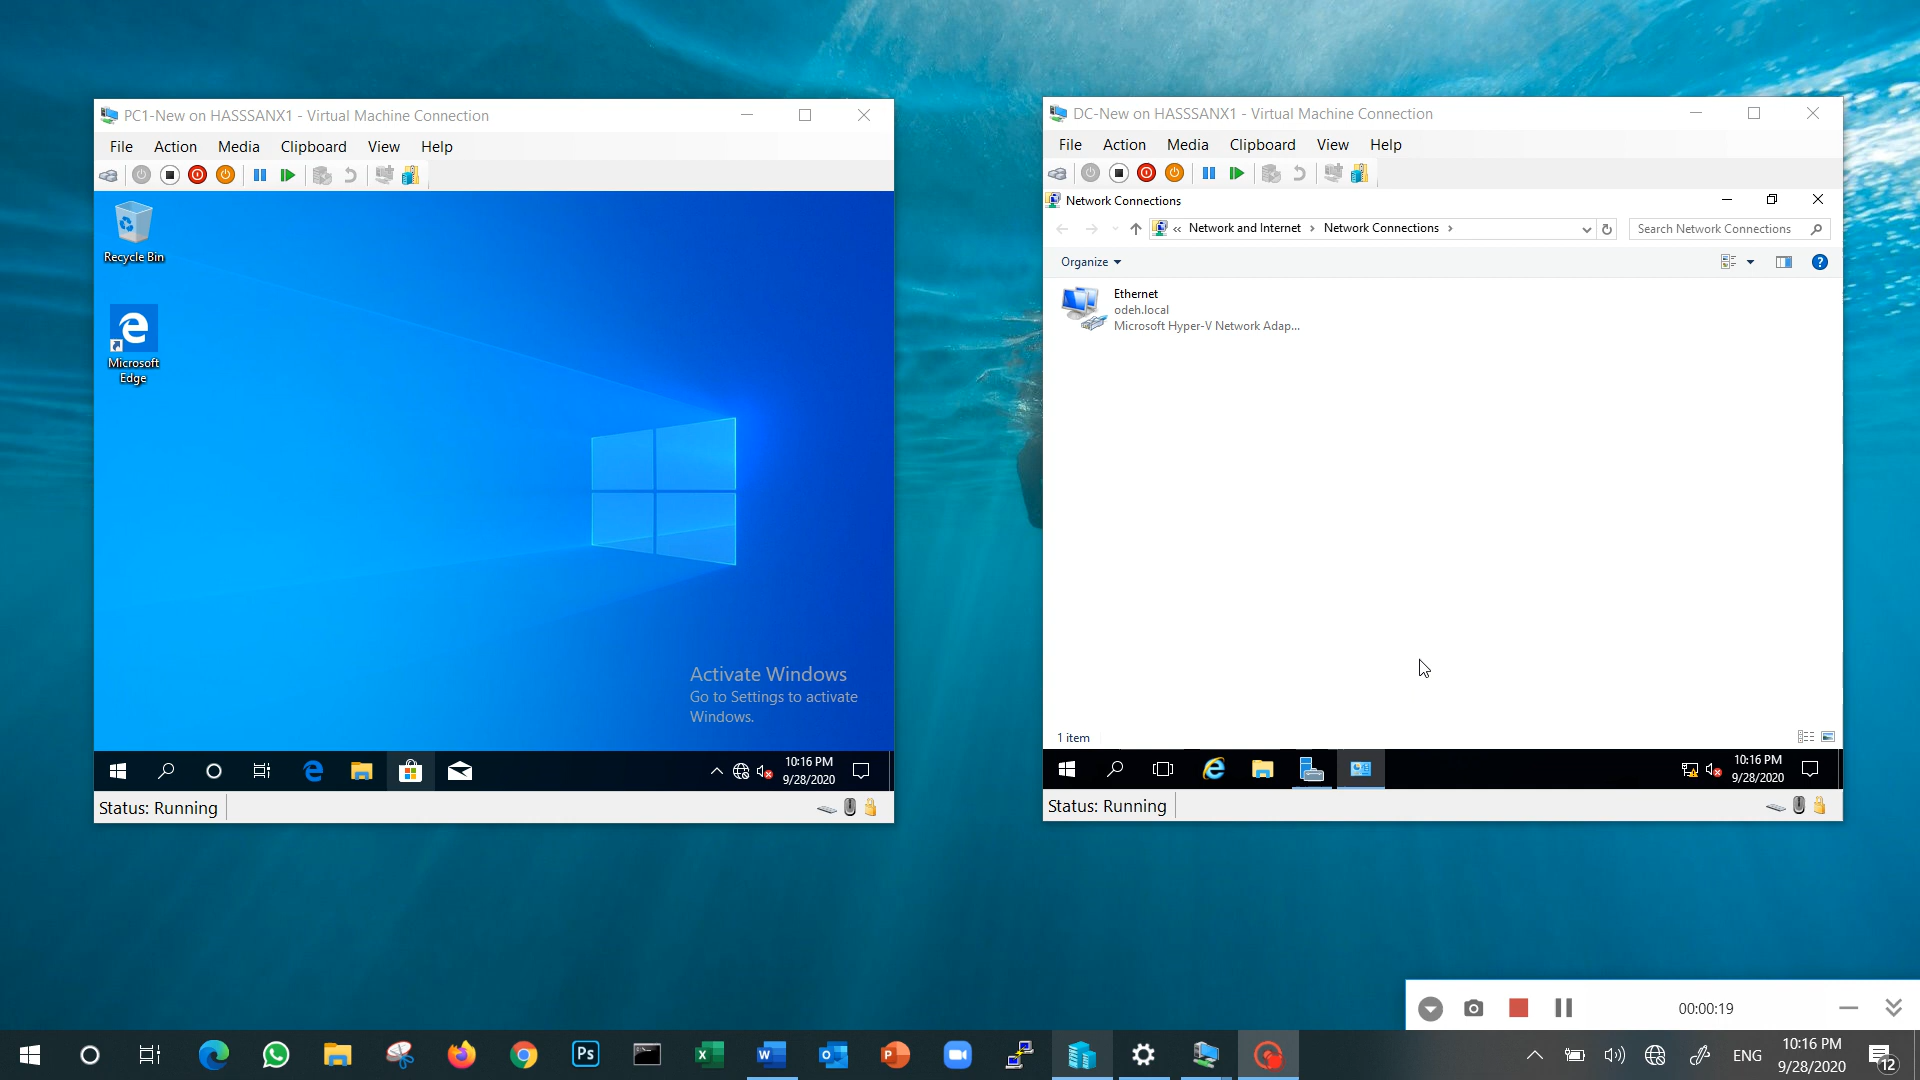 PC1-New on HASSSANX1 - Virtual Machine Connection
File Action Media Clipboard View Help
Recycle Bin
Microsoft
Edge
Activate Windows
Go to Settings to activate
Windows.
10:16 PM
9/28/2020
Status: Running
DC-New on HASSSANX1 - Virtual Machine Connection
File Action Media Clipboard View Help
Network Connections
« Network and Internet > Network Connections >
Search Network Connections
Organize
Ethernet
odeh.local
Microsoft Hyper-V Network Adap...
1 item
10:16 PM
9/28/2020
Status: Running
00:00:19
Ps
ENG
10:16 PM
9/28/2020
12